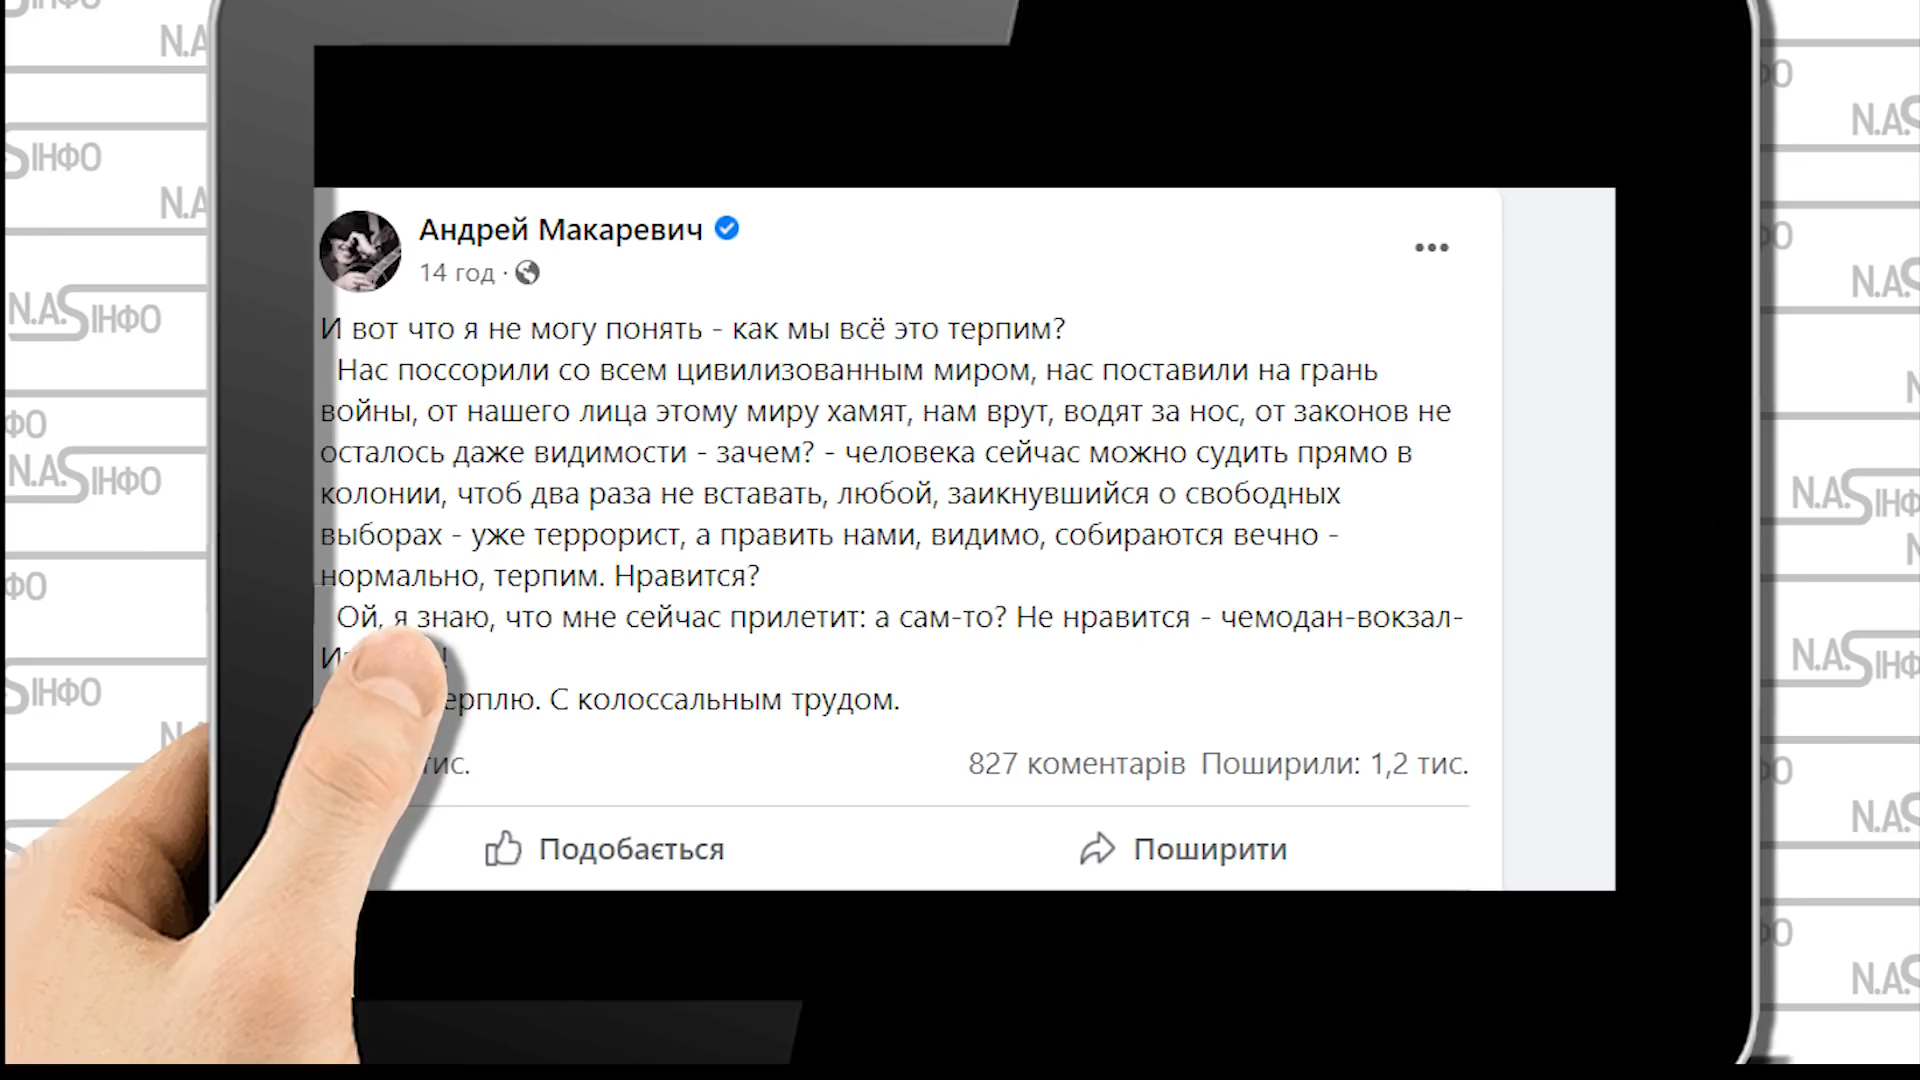 Андрей Макаревич
14 год ·
И вот что я не могу понять - как мы всё это терпим?
Нас поссорили со всем цивилизованным миром, нас поставили на грань
войны, от нашего лица этому миру хамят, нам врут, водят за нос, от законов не
осталось даже видимости - зачем? - человека сейчас можно судить прямо в
колонии, чтоб два раза не вставать, любой, заикнувшийся о свободных
выборах - уже террорист, а править нами, видимо, собираются вечно -
нормально, терпим. Нравится?
Ой, я знаю, что мне сейчас прилетит: а сам-то? Не нравится - чемодан-вокзал-
С колоссальным трудом.
тис.
827 коментарів Поширили: 1,2 тис.
Подобається
Поширити
N.A.SІНФО
N.A.SІНФО